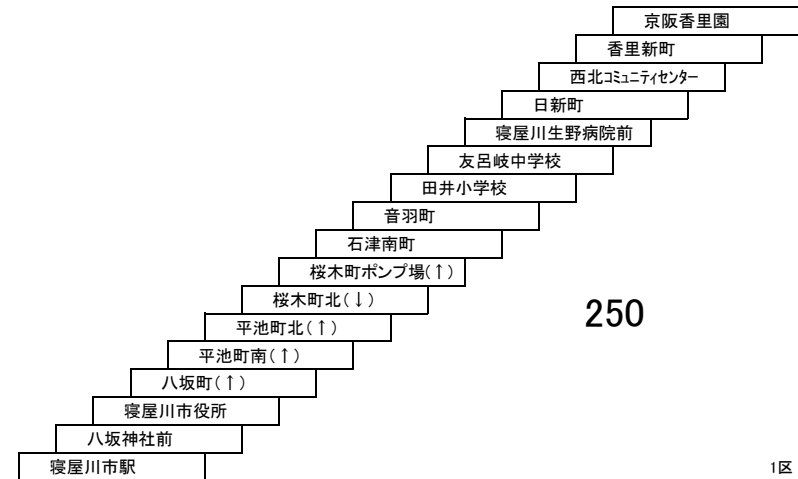 京阪香里園
香里新町
西北コミュニティセンター
日新町
寝屋川生野病院前
友呂岐中学校
田井小学校
音羽町
石津南町
桜木町ポンプ場(↑)
桜木町北(↓)
250
平池町北(↑)
平池町南(↑)
八坂町(↑)
寝屋川市役所
八坂神社前
寝屋川市駅
1区